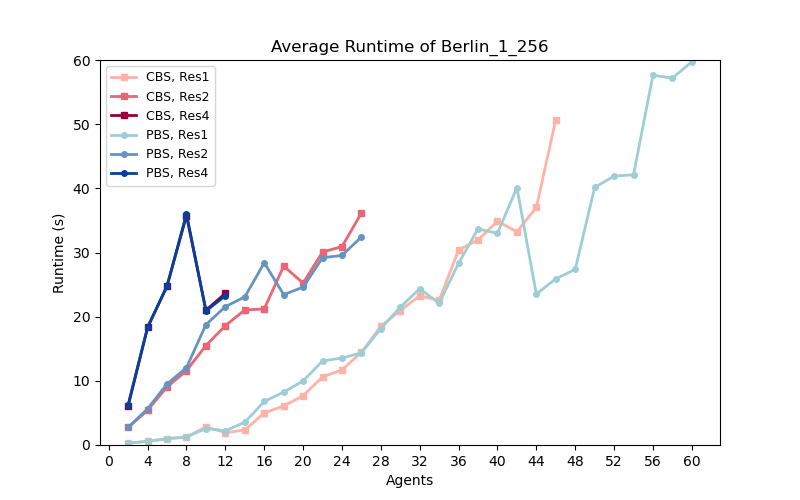 Average Runtime of Berlin_1_256
CBS, Res1
CBS, Res2
CBS, Res4
PBS, Res1
PBS, Res2
PBS, Res4
Runtime (s)
60
50
40
30
20
10
0
0 4 8 12 16 20 24 28 32 36 40 44 48 52 56 60
Agents